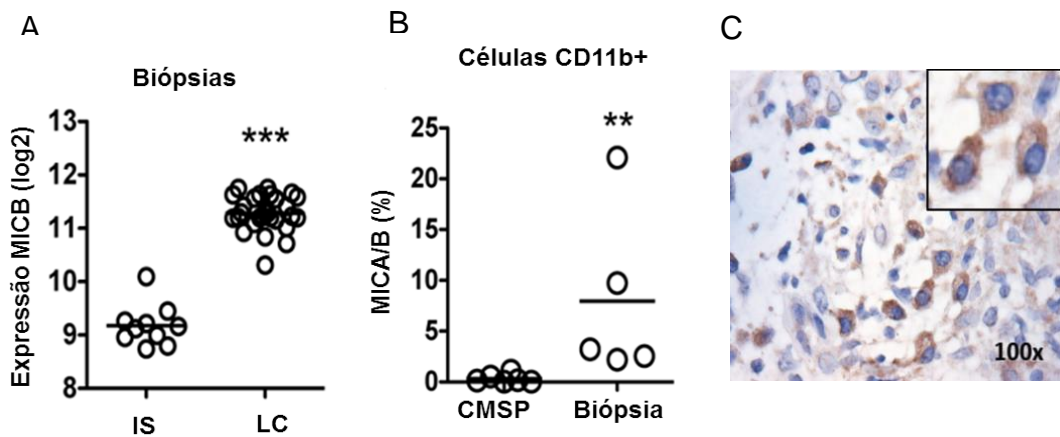 A
Biópsias
Expressão MICB (log2)
13
12
11
10
9
8
***
IS
LC
B
Células CD11b+
MICA/B (%)
25
20
15
10
5
0
**
CMSP
Biópsia
C
100x